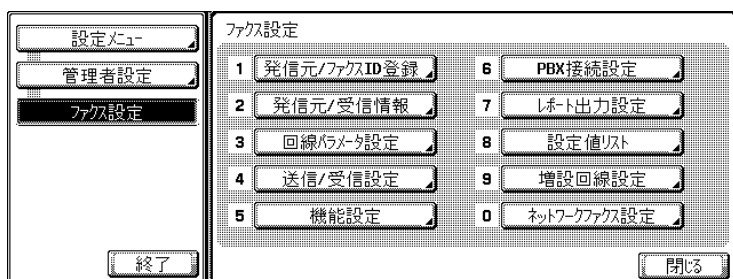 設定ﾒﾆｭｰ
管理者設定
ﾌｧｸｽ設定
終了
ﾌｧｸｽ設定
1 発信元/ﾌｧｸｽID登録
2 発信元/受信情報
3 回線ﾊﾟﾗﾒｰﾀ設定
4 送信/受信設定
5 機能設定
6 PBX接続設定
7 ﾚﾎﾟｰﾄ出力設定
8 設定値ﾘｽﾄ
9 増設回線設定
0 ﾈｯﾄﾜｰｸﾌｧｸｽ設定
閉じる